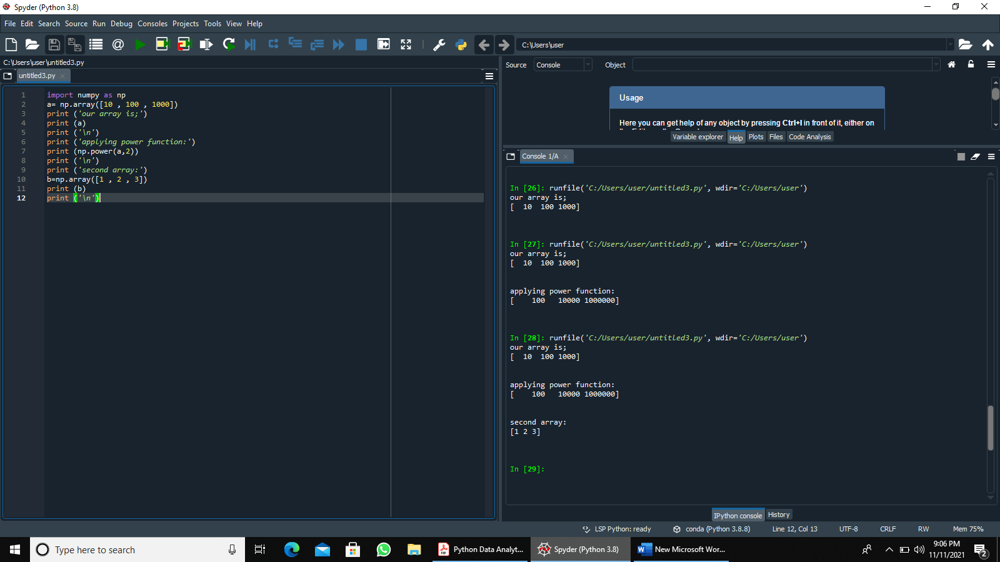 Spyder (Python 3.8)
File Edit Search Source Run Debug Consoles Projects Tools View Help
C:\Users\user
C:\Users\user\untitled3.py
untitled3.py
1 import numpy as np
2 a= np.array([10 , 100 , 1000])
3 print ('our array is;')
4 print (a)
5 print ('\n')
6 print ('applying power function:')
7 print (np.power(a,2))
8 print ('\n')
9 print ('second array:')
10 b=np.array([1 , 2 , 3])
11 print (b)
12 print ('\n')
Source Console Object
Usage
Here you can get help of any object by pressing Ctrl+I in front of it, either on
Variable explorer Help Plots Files Code Analysis
Console 1/A
In [26]: runfile('C:/Users/user/untitled3.py', wdir='C:/Users/user')
our array is;
[  10  100 1000]
In [27]: runfile('C:/Users/user/untitled3.py', wdir='C:/Users/user')
our array is;
[  10  100 1000]
applying power function:
[    100   10000 1000000]
In [28]: runfile('C:/Users/user/untitled3.py', wdir='C:/Users/user')
our array is;
[  10  100 1000]
applying power function:
[    100   10000 1000000]
second array:
[1 2 3]
In [29]:
IPython console History
LSP Python: ready conda (Python 3.8.8) Line 12, Col 13 UTF-8 CRLF RW Mem 75%
Type here to search
Python Data Analyt...
Spyder (Python 3.8)
New Microsoft Wor...
9:06 PM
11/11/2021
2